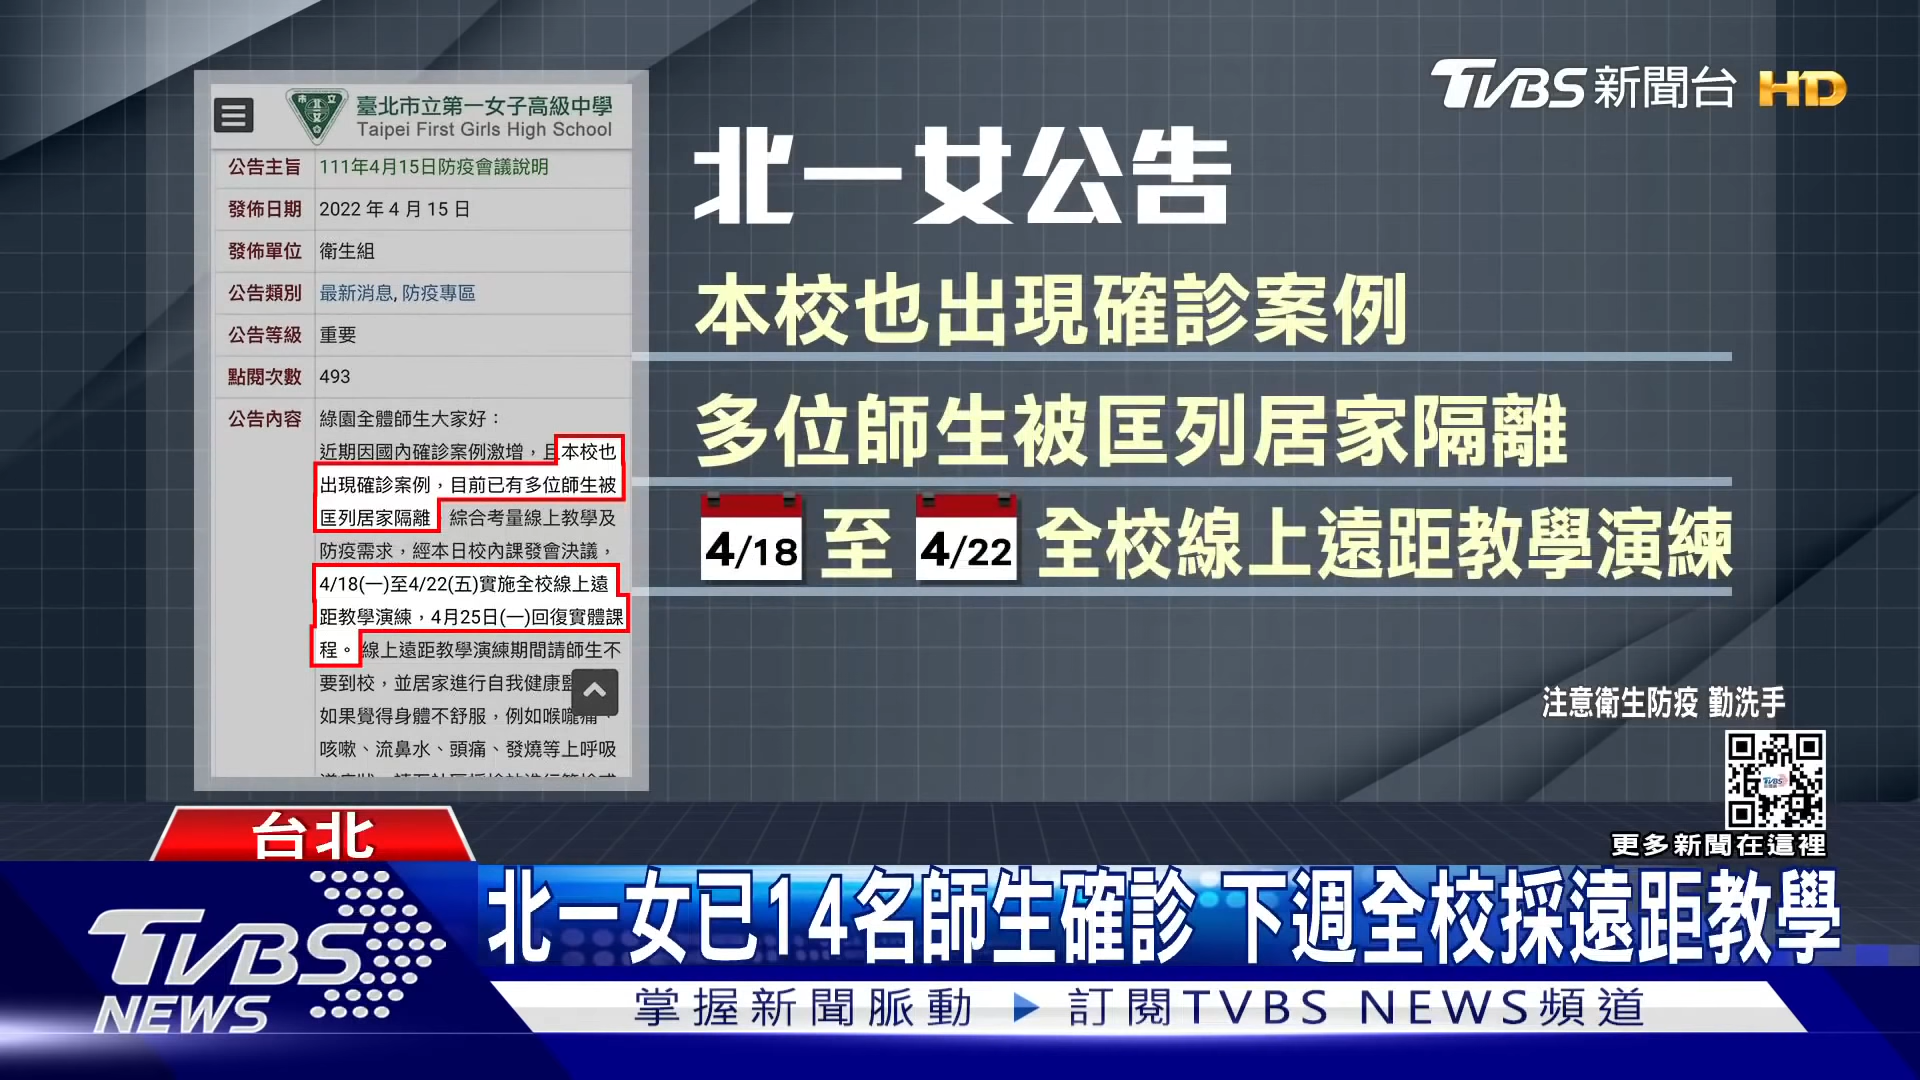 TVBS新聞台 HD
臺北市立第一女子高級中學
Taipei First Girls High School
公告主旨 111年4月15日防疫會議說明
發佈日期 2022 年 4 月 15 日
發佈單位 衛生組
公告類別 最新消息, 防疫專區
公告等級 重要
點閱次數 493
公告內容 綠園全體師生大家好：
近期因國內確診案例激增，且本校也
出現確診案例，目前已有多位師生被
匡列居家隔離 綜合考量線上教學及
防疫需求，經本日校內課發會決議，
4/18(一)至4/22(五)實施全校線上遠
距教學演練，4月25日(一)回復實體課
程。線上遠距教學演練期間請師生不
要到校，並居家進行自我健康
如果覺得身體不舒服，例如喉嚨痛、
咳嗽、流鼻水、頭痛、發燒等上呼吸
北一女公告
本校也出現確診案例
多位師生被匡列居家隔離
4/18 至 4/22 全校線上遠距教學演練
注意衛生防疫 勤洗手
TVBS
更多新聞在這裡
台北
北一女已14名師生確診 下週全校採遠距教學
TVBS
NEWS
掌握新聞脈動 ▶ 訂閱TVBS NEWS頻道